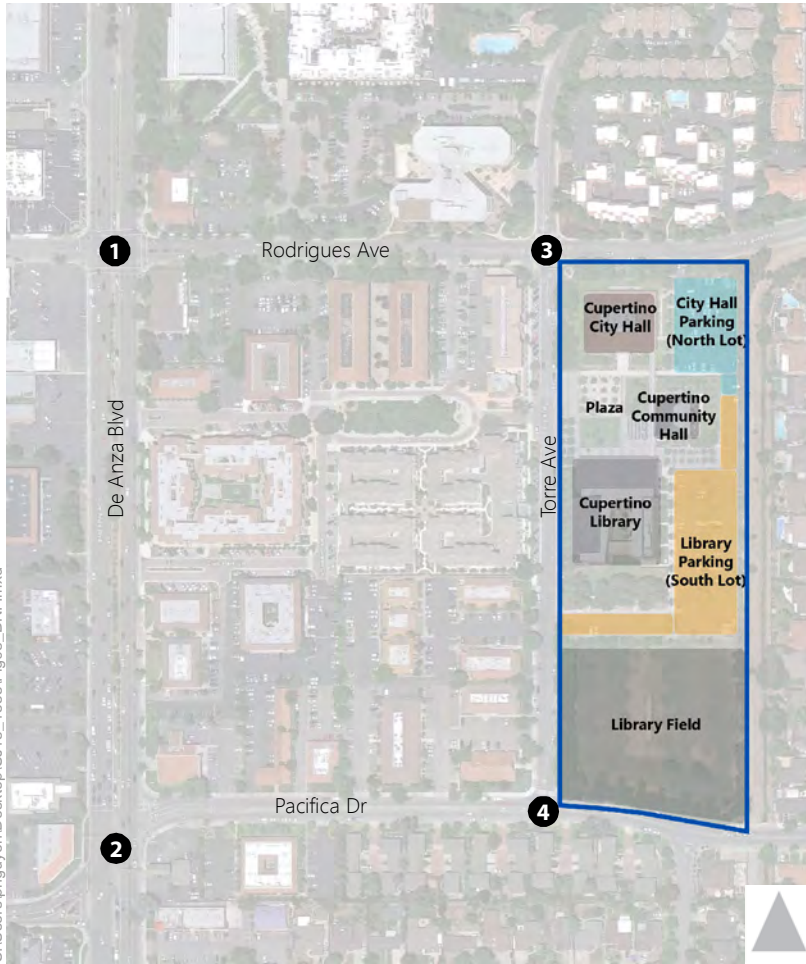 1
Rodrigues Ave
3
Cupertino
City Hall
City Hall
Parking
(North Lot)
De Anza Blvd
Plaza
Cupertino
Community
Hall
Torre Ave
Cupertino
Library
Library
Parking
(South Lot)
Library Field
Pacifica Dr
4
2